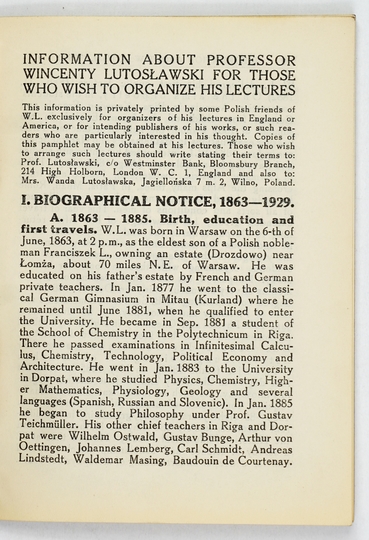 INFORMATION ABOUT PROFESSOR
WINCENTY LUTOSŁAWSKI FOR THOSE
WHO WISH TO ORGANIZE HIS LECTURES
This information is privately printed by some Polish friends of
W.L. exclusively for organizers of his lectures in England or
America, or for intending publishers of his works, or such rea-
ders who are particularly interested in his thought. Copies of
this pamphlet may be obtained at his lectures. Those who wish
to arrange such lectures should write stating their terms to:
Prof. Lutosławski, c/o Westminster Bank, Bloomsbury Branch,
214 High Holborn, London W. C. 1, England and also to:
Mrs. Wanda Lutosławska, Jagiellońska 7 m. 2, Wilno, Poland.
I. BIOGRAPHICAL NOTICE, 1863—1929.
A. 1863 — 1885. Birth, education and
first travels. W.L. was born in Warsaw on the 6-th of
June, 1863, at 2 p.m., as the eldest son of a Polish noble-
man Franciszek L., owning an estate (Drozdowo) near
Łomża, about 70 miles N.E. of Warsaw. He was
educated on his father's estate by French and German
private teachers. In Jan. 1877 he went to the classi-
cal German Gimnasium in Mitau (Kurland) where he
remained until June 1881, when he qualified to enter
the University. He became in Sep. 1881 a student of
the School of Chemistry in the Polytechnicum in Riga.
There he passed examinations in Infinitesimal Calcu-
lus, Chemistry, Technology, Political Economy and
Architecture. He went in Jan. 1883 to the University
in Dorpat, where he studied Physics, Chemistry, High-
er Mathematics, Physiology, Geology and several
languages (Spanish, Russian and Slovenic). In Jan. 1885
he began to study Philosophy under Prof. Gustav
Teichmüller. His other chief teachers in Riga and Dor-
pat were Wilhelm Ostwald, Gustav Bunge, Arthur von
Oettingen, Johannes Lemberg, Carl Schmidt, Andreas
Lindstedt, Waldemar Masing, Baudouin de Courtenay.